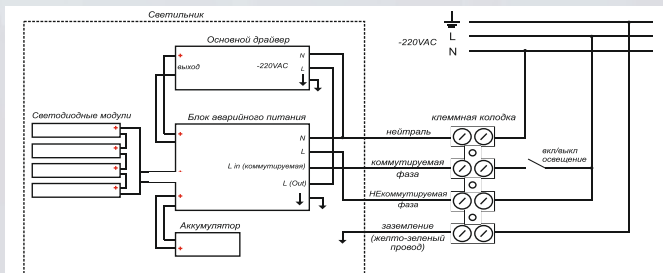 Светильник
Основной драйвер
+
выход
-220VAC
N
L
Светодиодные модули
+
+
+
+
Блок аварийного питания
+
N
L
L in (коммутируемая)
L (Out)
-
+
Аккумулятор
+
-220VAC
L
N
клеммная колодка
нейтраль
коммутируемая
фаза
НЕкоммутируемая
фаза
заземление
(желто-зеленый
провод)
вкл/выкл
освещение